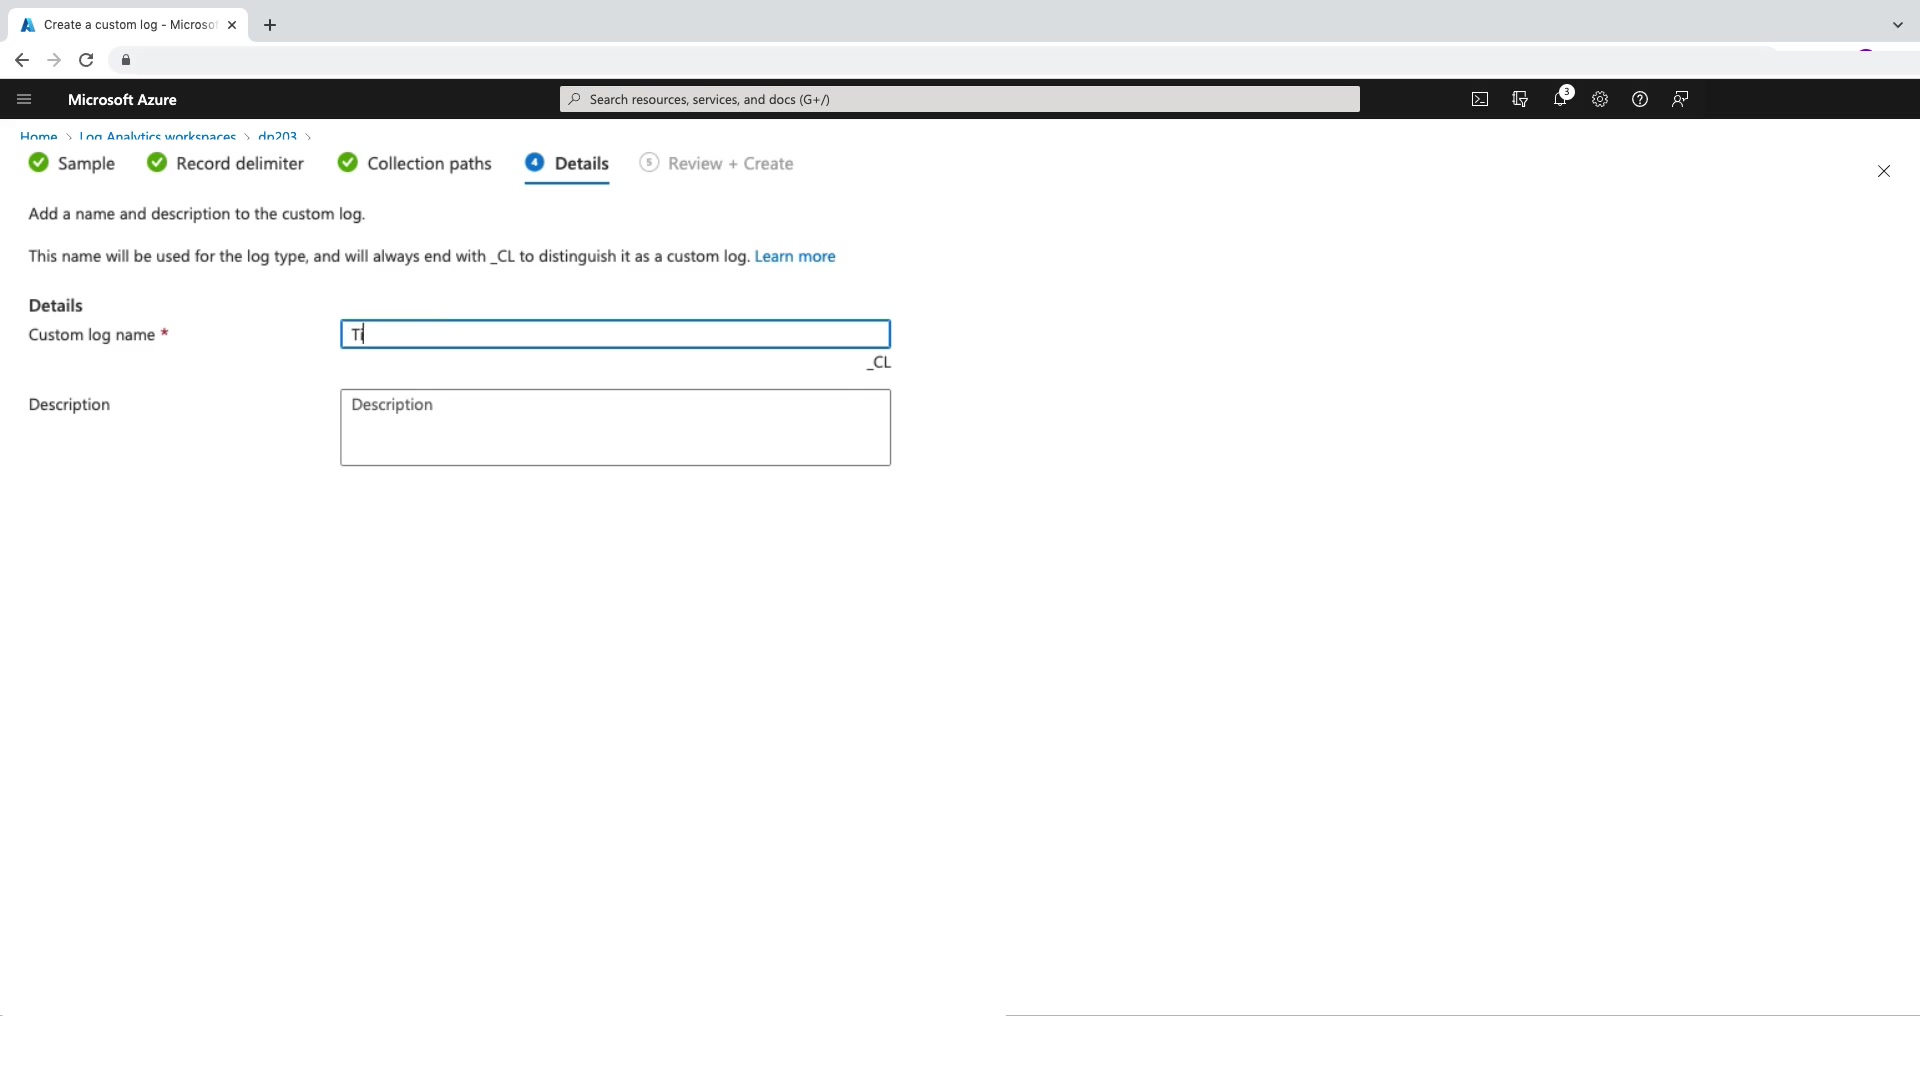 Create a custom log - Microsof
Microsoft Azure
Search resources, services, and docs (G+/)
3
Home > Log Analytics workspaces > dp203 >
Sample
Record delimiter
Collection paths
4 Details
5 Review + Create
Add a name and description to the custom log.
This name will be used for the log type, and will always end with _CL to distinguish it as a custom log. Learn more
Details
Custom log name *
Ti
_CL
Description
Description